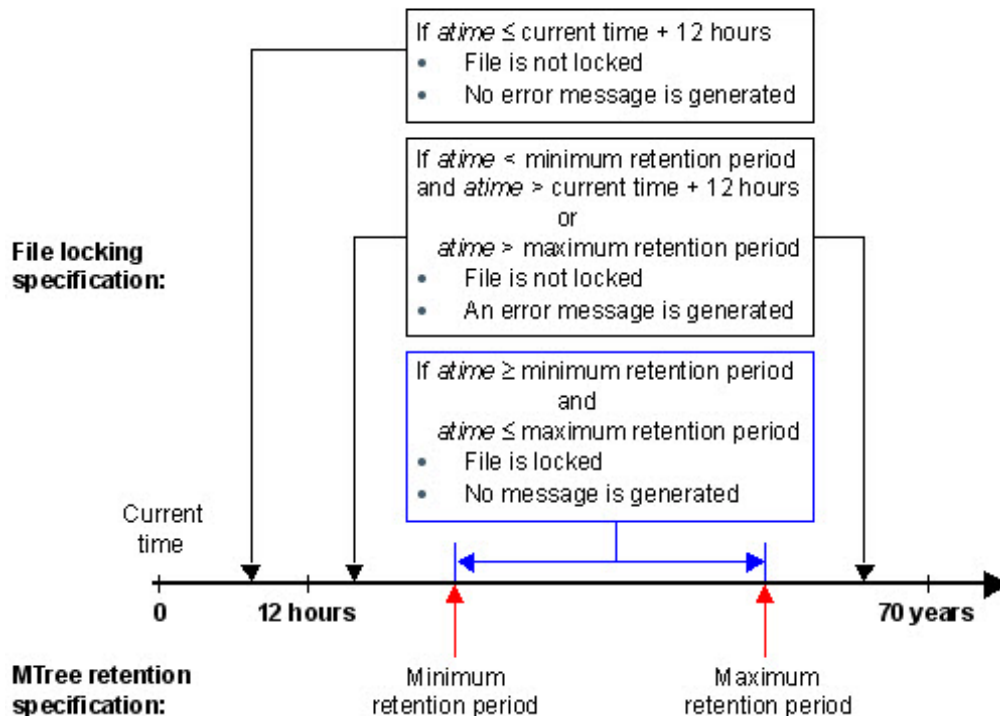 If atime ≤ current time + 12 hours
• File is not locked
• No error message is generated
If atime < minimum retention period
and atime > current time + 12 hours
or
atime > maximum retention period
• File is not locked
• An error message is generated
File locking
specification:
If atime ≥ minimum retention period
and
atime ≤ maximum retention period
• File is locked
• No message is generated
Current
time
0
12 hours
70 years
MTree retention
specification:
Minimum
retention period
Maximum
retention period